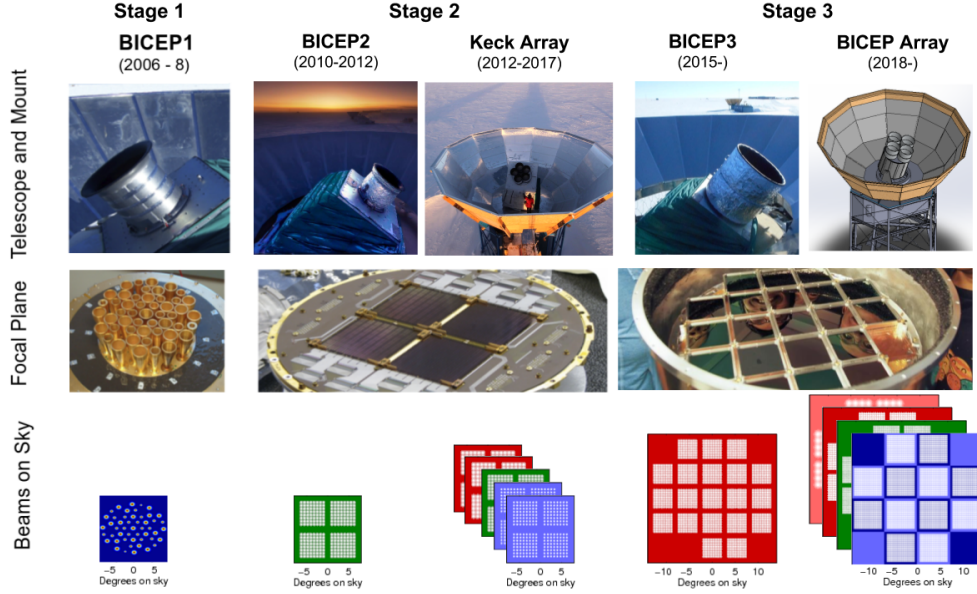 Stage 1
Stage 2
Stage 3
BICEP1
(2006 - 8)
BICEP2
(2010-2012)
Keck Array
(2012-2017)
BICEP3
(2015-)
BICEP Array
(2018-)
Telescope and Mount
Focal Plane
Beams on Sky
−5 0 5
Degrees on sky
−5 0 5
Degrees on sky
−5 0 5
Degrees on sky
−10 −5 0 5 10
Degrees on sky
−10 −5 0 5 10
Degrees on sky